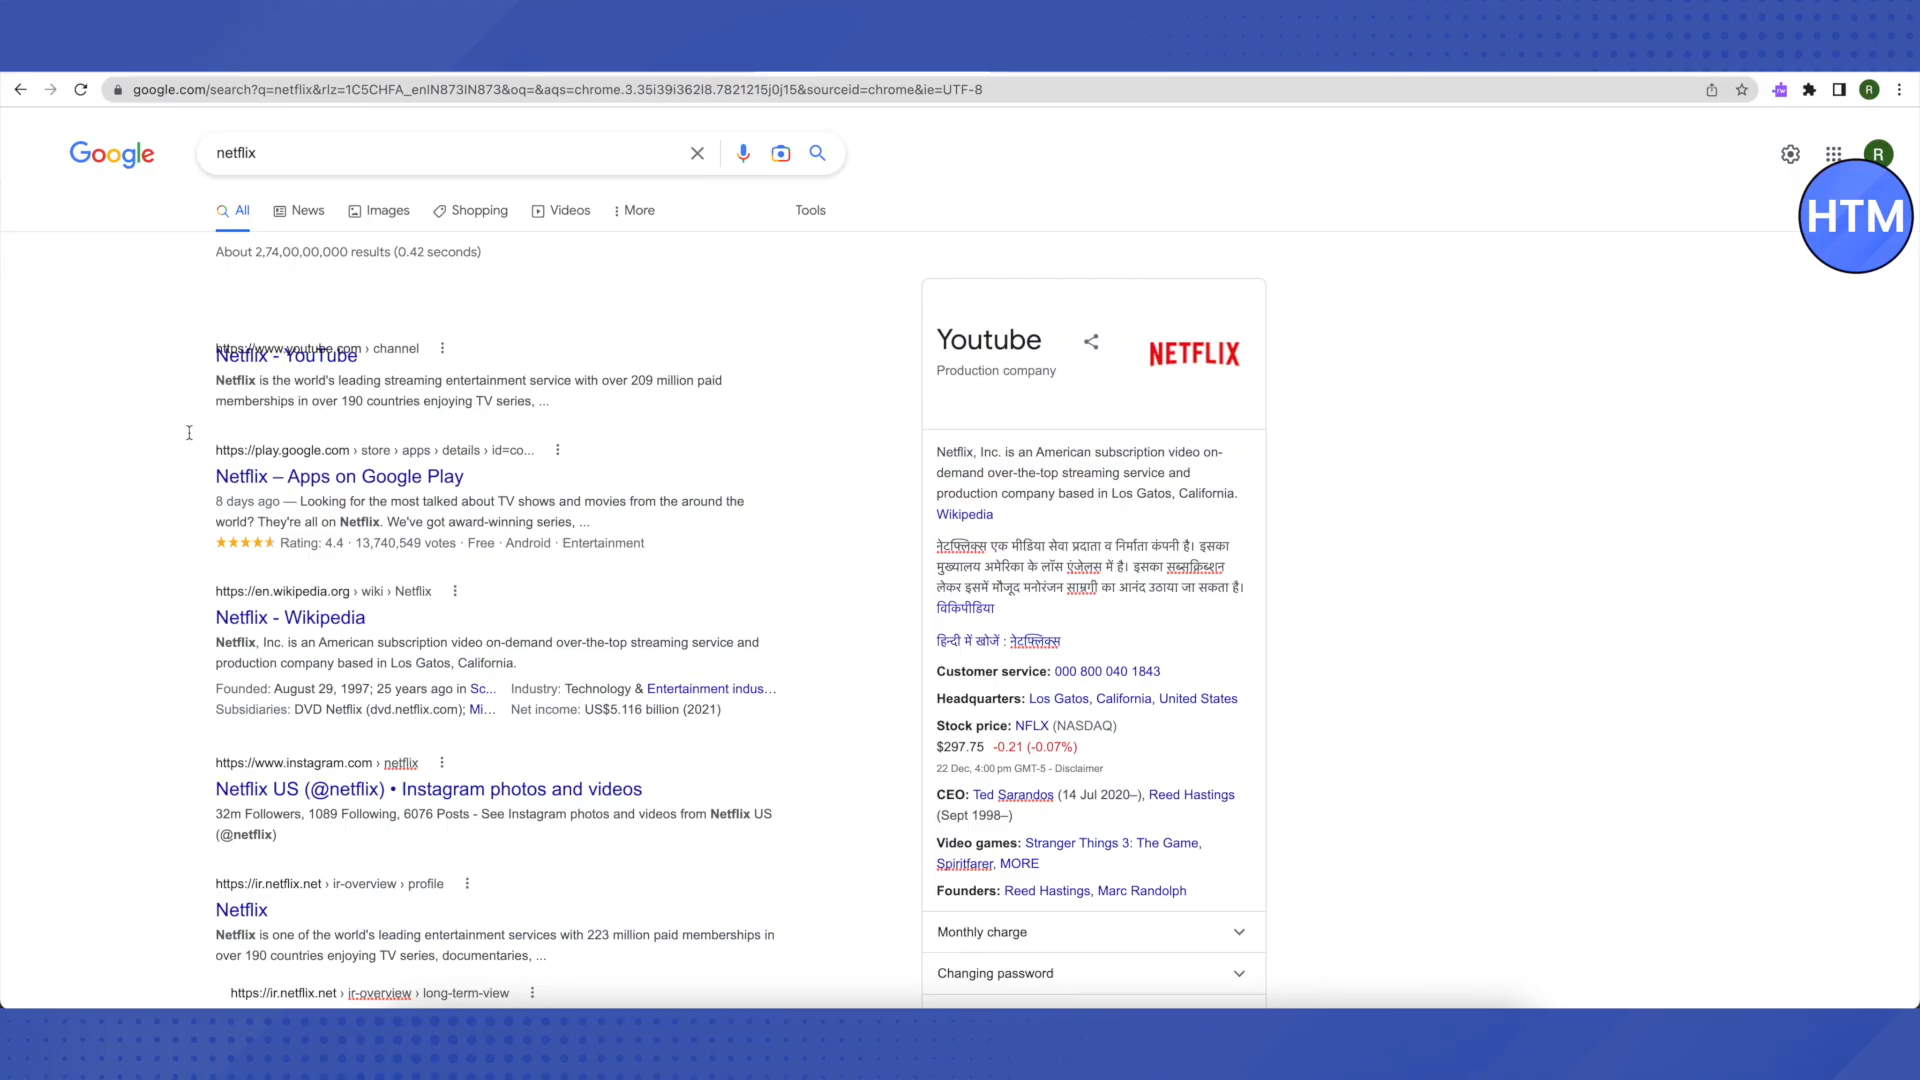 google.com/search?q=netflix&rlz=1C5CHFA_enIN873IN873&oq=&aqs=chrome.3.35i39i362l8.7821215j0j15&sourceid=chrome&ie=UTF-8
rw
R
Google
netflix
R
HTM
All
News
Images
Shopping
Videos
More
Tools
About 2,74,00,00,000 results (0.42 seconds)
https://www.youtube.com › channel
Netflix - YouTube
Netflix is the world's leading streaming entertainment service with over 209 million paid
memberships in over 190 countries enjoying TV series, ...
https://play.google.com › store › apps › details › id=co...
Netflix – Apps on Google Play
8 days ago — Looking for the most talked about TV shows and movies from the around the
world? They're all on Netflix. We've got award-winning series, ...
Rating: 4.4 · 13,740,549 votes · Free · Android · Entertainment
https://en.wikipedia.org › wiki › Netflix
Netflix - Wikipedia
Netflix, Inc. is an American subscription video on-demand over-the-top streaming service and
production company based in Los Gatos, California.
Founded: August 29, 1997; 25 years ago in Sc... Industry: Technology & Entertainment indus...
Subsidiaries: DVD Netflix (dvd.netflix.com); Mi... Net income: US$5.116 billion (2021)
https://www.instagram.com › netflix
Netflix US (@netflix) • Instagram photos and videos
32m Followers, 1089 Following, 6076 Posts - See Instagram photos and videos from Netflix US
(@netflix)
https://ir.netflix.net › ir-overview › profile
Netflix
Netflix is one of the world's leading entertainment services with 223 million paid memberships in
over 190 countries enjoying TV series, documentaries, ...
https://ir.netflix.net › ir-overview › long-term-view
Youtube
Production company
NETFLIX
Netflix, Inc. is an American subscription video on-
demand over-the-top streaming service and
production company based in Los Gatos, California.
Wikipedia
नेटफ्लिक्स एक मीडिया सेवा प्रदाता व निर्माता कंपनी है। इसका
मुख्यालय अमेरिका के लॉस एंजेलस में है। इसका सब्सक्रिब्शन
लेकर इसमें मौजूद मनोरंजन साम्रगी का आनंद उठाया जा सकता है।
विकिपीडिया
हिन्दी में खोजें : नेटफ्लिक्स
Customer service: 000 800 040 1843
Headquarters: Los Gatos, California, United States
Stock price: NFLX (NASDAQ)
$297.75 -0.21 (-0.07%)
22 Dec, 4:00 pm GMT-5 - Disclaimer
CEO: Ted Sarandos (14 Jul 2020–), Reed Hastings
(Sept 1998–)
Video games: Stranger Things 3: The Game,
Spiritfarer, MORE
Founders: Reed Hastings, Marc Randolph
Monthly charge
Changing password